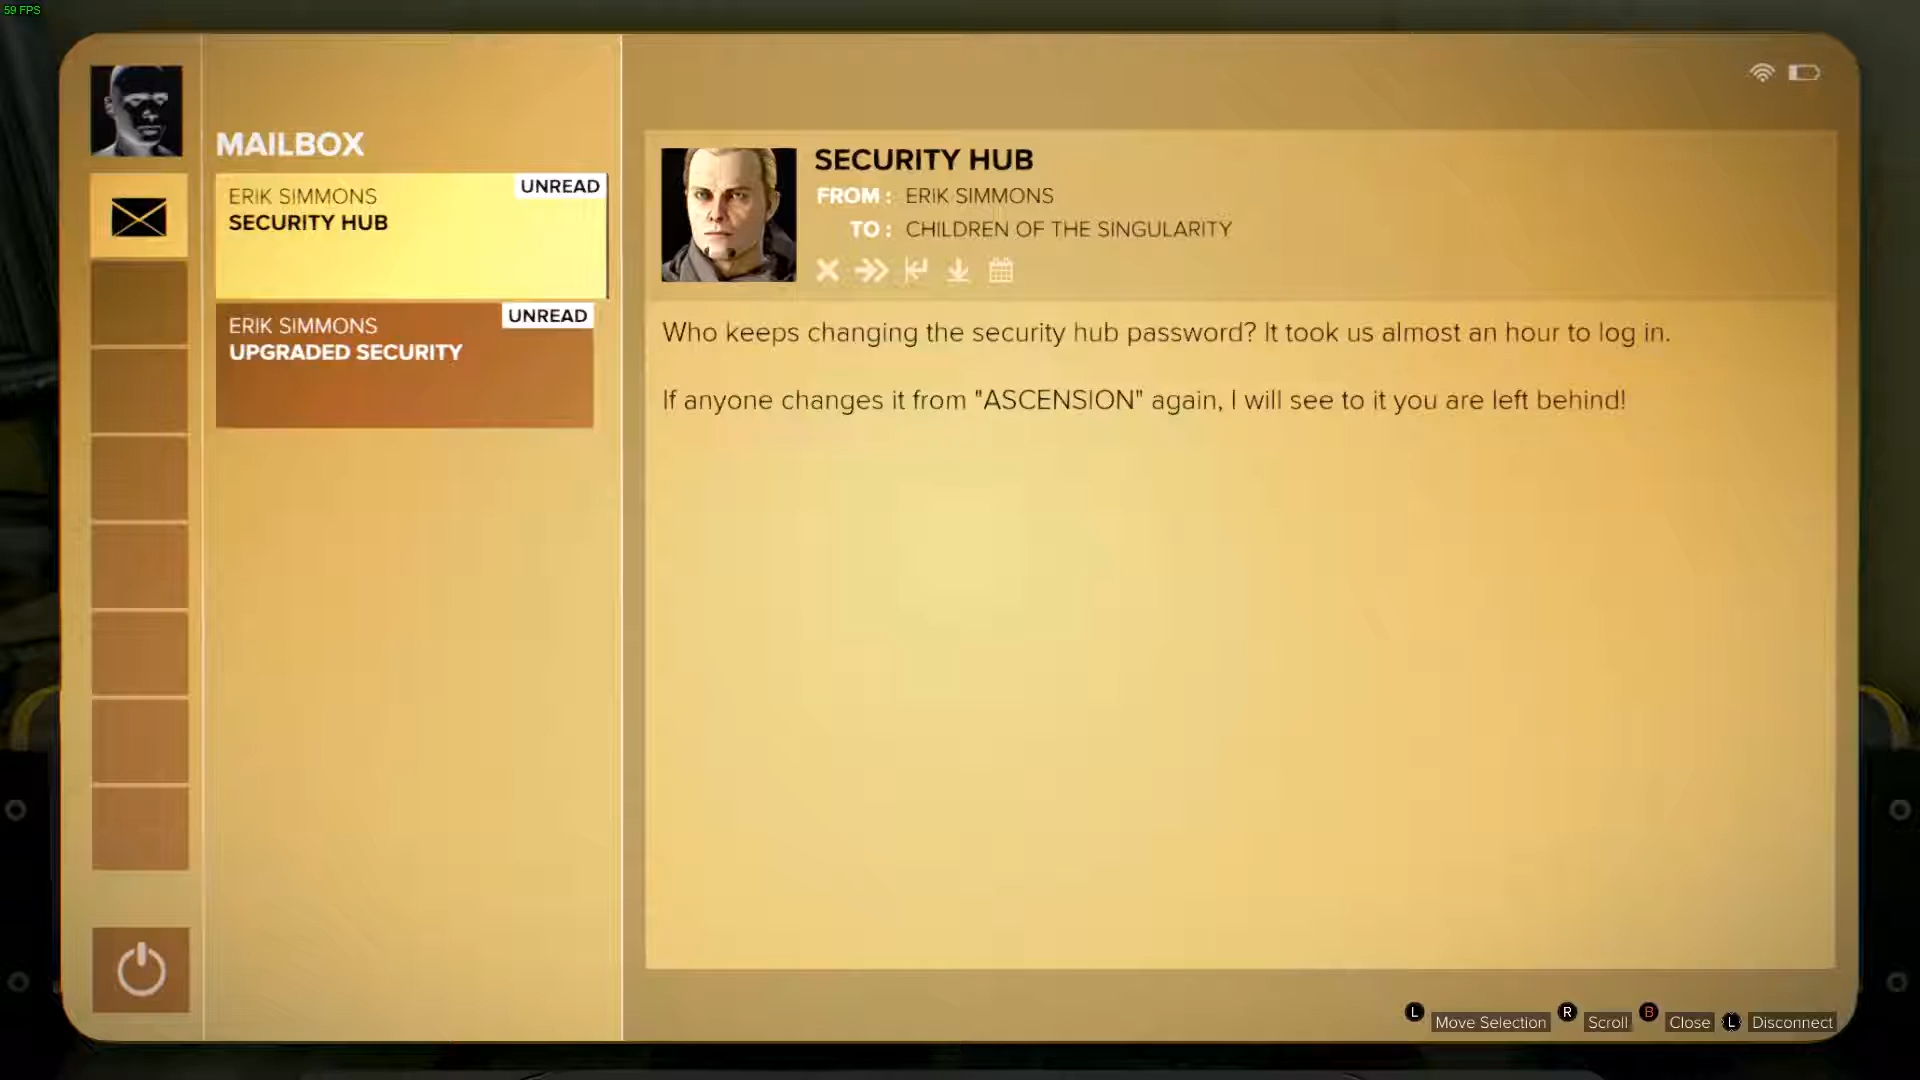 59 FPS
MAILBOX
ERIK SIMMONS
UNREAD
SECURITY HUB
ERIK SIMMONS
UNREAD
UPGRADED SECURITY
SECURITY HUB
FROM : ERIK SIMMONS
TO : CHILDREN OF THE SINGULARITY
Who keeps changing the security hub password? It took us almost an hour to log in.
If anyone changes it from "ASCENSION" again, I will see to it you are left behind!
L Move Selection R Scroll B Close L Disconnect